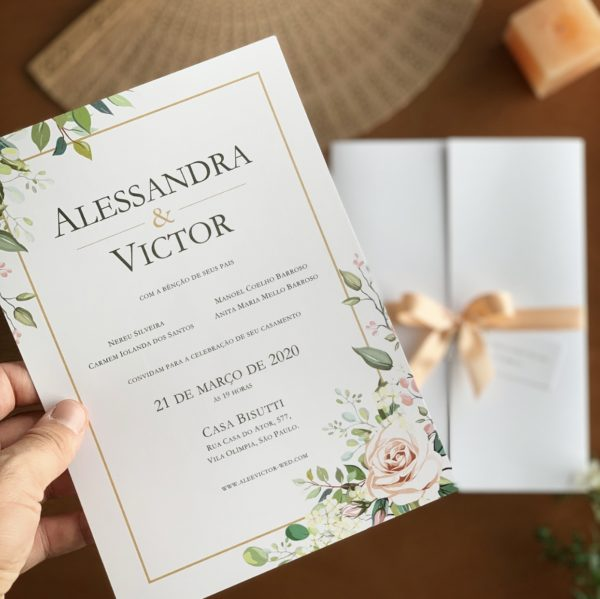 ALESSANDRA
&
VICTOR
COM A BÊNÇÃO DE SEUS PAIS
NEREU SILVEIRA
CARMEM IOLANDA DOS SANTOS
MANOEL COELHO BARROSO
ANITA MARIA MELLO BARROSO
CONVIDAM PARA A CELEBRAÇÃO DE SEU CASAMENTO
21 DE MARÇO DE 2020
ÀS 19 HORAS
CASA BISUTTI
RUA CASA DO ATOR, 577,
VILA OLÍMPIA, SÃO PAULO.
WWW.ALEEVICTOR-WED.COM